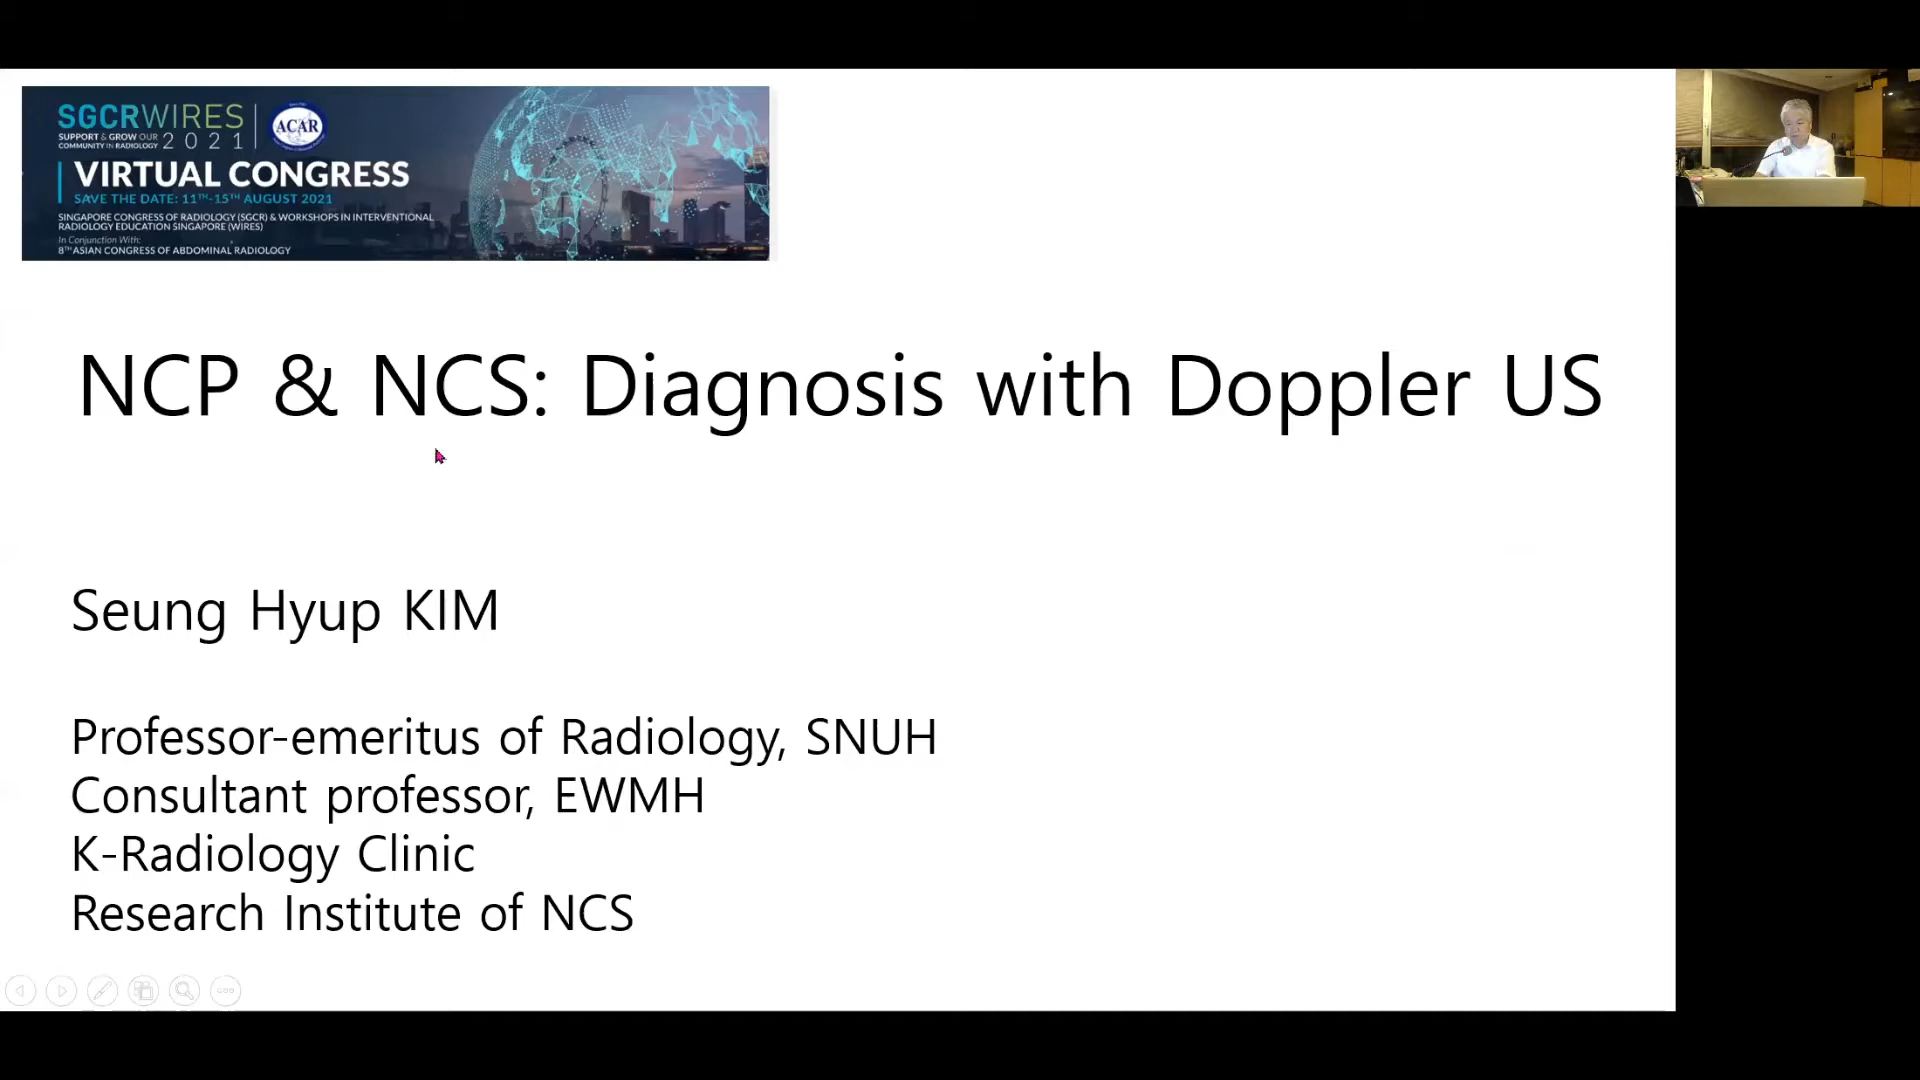 SGCRWIRES
SUPPORT & GROW OUR
COMMUNITY IN RADIOLOGY 2021
ACAR
VIRTUAL CONGRESS
SAVE THE DATE: 11TH-15TH AUGUST 2021
SINGAPORE CONGRESS OF RADIOLOGY (SGCR) & WORKSHOPS IN INTERVENTIONAL
RADIOLOGY EDUCATION SINGAPORE (WIRES)
In Conjunction With:
8TH ASIAN CONGRESS OF ABDOMINAL RADIOLOGY
NCP & NCS: Diagnosis with Doppler US
Seung Hyup KIM
Professor-emeritus of Radiology, SNUH
Consultant professor, EWMH
K-Radiology Clinic
Research Institute of NCS